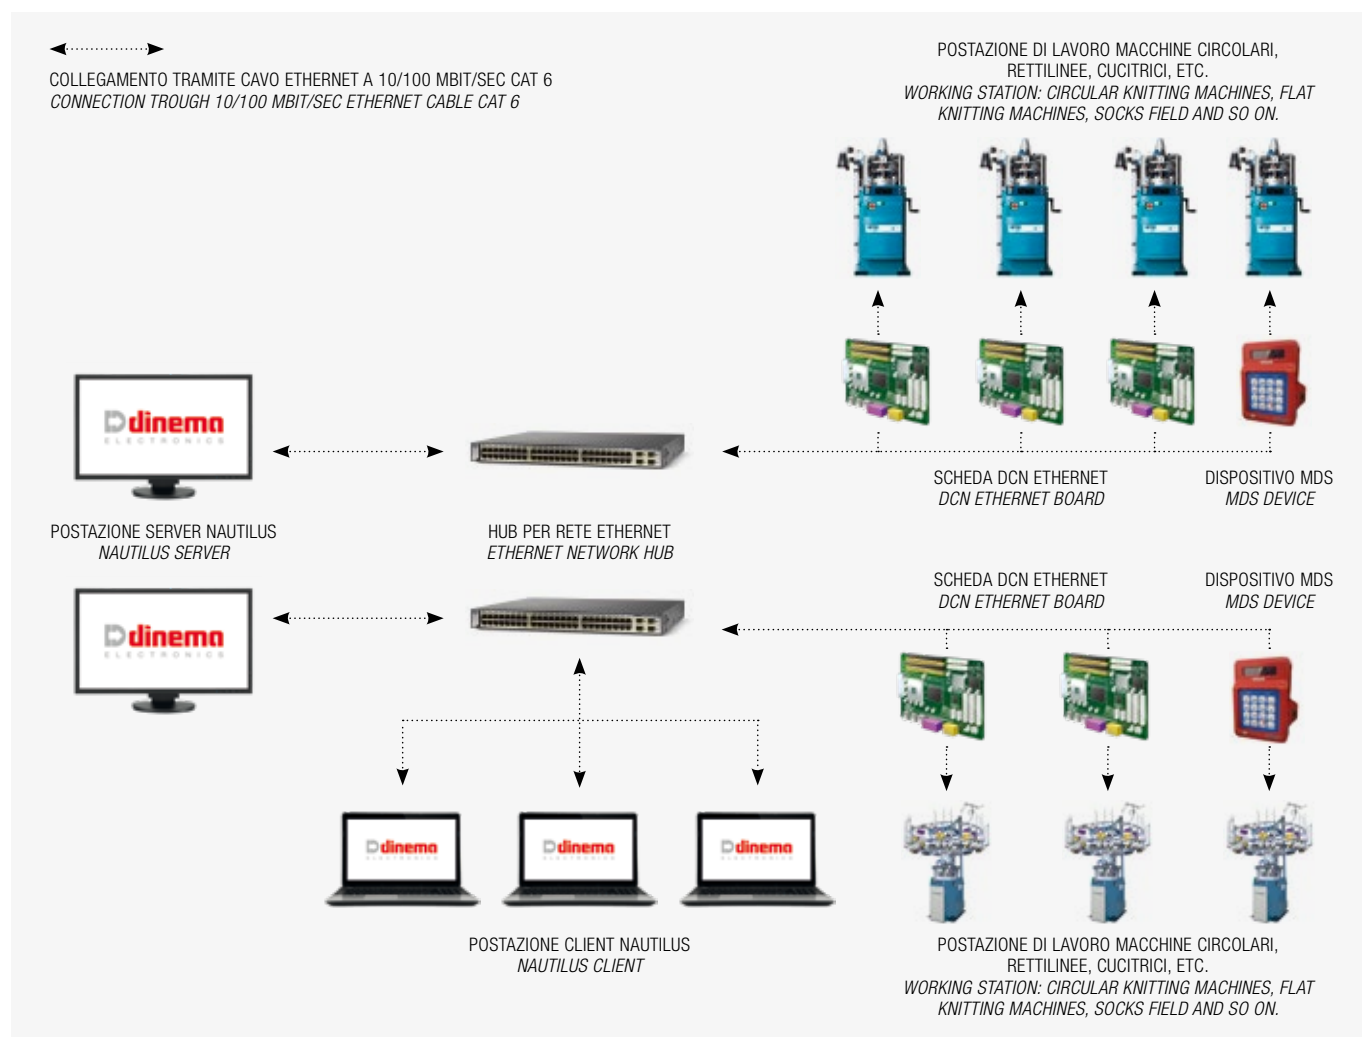 COLLEGAMENTO TRAMITE CAVO ETHERNET A 10/100 MBIT/SEC CAT 6
CONNECTION TROUGH 10/100 MBIT/SEC ETHERNET CABLE CAT 6
POSTAZIONE DI LAVORO MACCHINE CIRCOLARI,
RETTILINEE, CUCITRICI, ETC.
WORKING STATION: CIRCULAR KNITTING MACHINES, FLAT
KNITTING MACHINES, SOCKS FIELD AND SO ON.
dinema
ELECTRONICS
SCHEDA DCN ETHERNET
DCN ETHERNET BOARD
DISPOSITIVO MDS
MDS DEVICE
POSTAZIONE SERVER NAUTILUS
NAUTILUS SERVER
HUB PER RETE ETHERNET
ETHERNET NETWORK HUB
SCHEDA DCN ETHERNET
DCN ETHERNET BOARD
DISPOSITIVO MDS
MDS DEVICE
dinema
ELECTRONICS
dinema
ELECTRONICS
dinema
ELECTRONICS
dinema
ELECTRONICS
POSTAZIONE CLIENT NAUTILUS
NAUTILUS CLIENT
POSTAZIONE DI LAVORO MACCHINE CIRCOLARI,
RETTILINEE, CUCITRICI, ETC.
WORKING STATION: CIRCULAR KNITTING MACHINES, FLAT
KNITTING MACHINES, SOCKS FIELD AND SO ON.